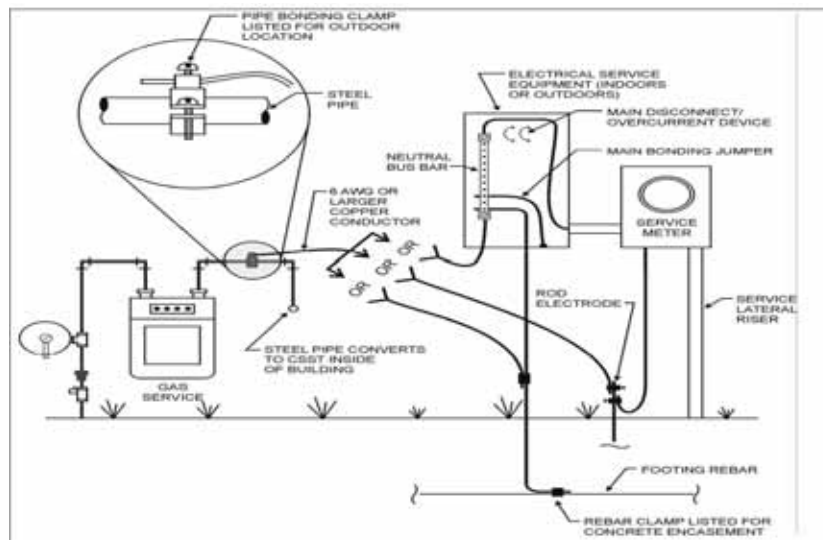 PIPE BONDING CLAMP
LISTED FOR OUTDOOR
LOCATION
STEEL
PIPE
ELECTRICAL SERVICE
EQUIPMENT (INDOORS
OR OUTDOORS)
MAIN DISCONNECT/
OVERCURRENT DEVICE
NEUTRAL
BUS BAR
MAIN BONDING JUMPER
6 AWG OR
LARGER
COPPER
CONDUCTOR
SERVICE
METER
OR
OR
OR
ROD
ELECTRODE
SERVICE
LATERAL
RISER
STEEL PIPE CONVERTS
TO CSST INSIDE
OF BUILDING
GAS
SERVICE
FOOTING REBAR
REBAR CLAMP LISTED FOR
CONCRETE ENCASEMENT